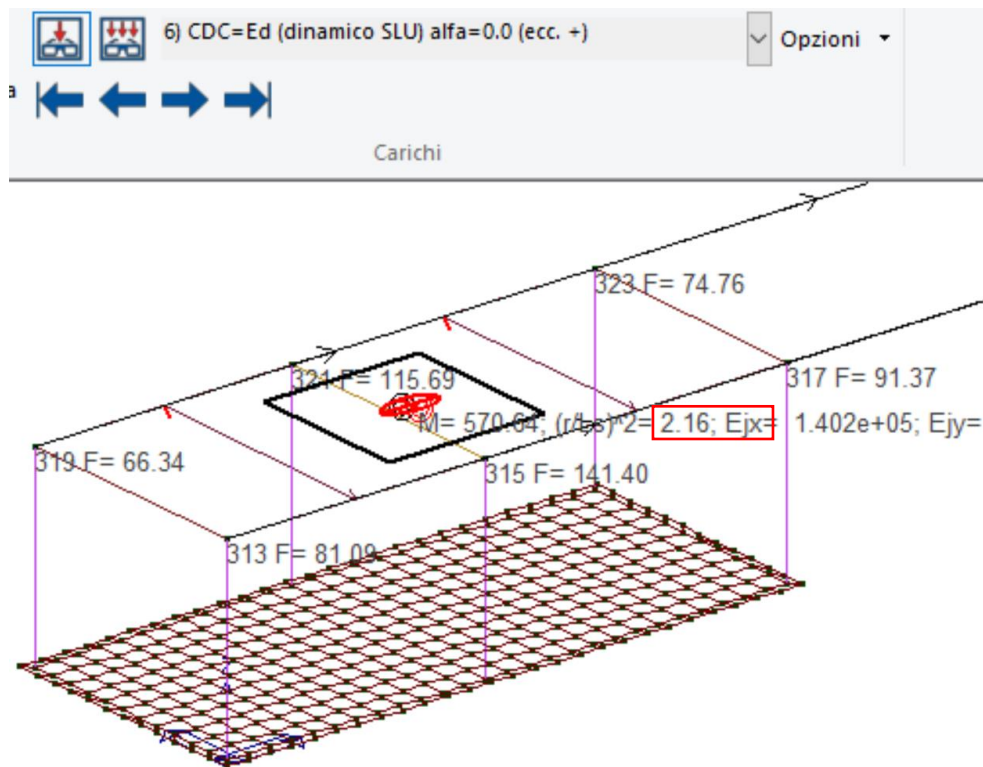 6) CDC=Ed (dinamico SLU) alfa=0.0 (ecc. +)
Opzioni
a
Carichi
323 F= 74.76
321 F= 115.69
317 F= 91.37
M= 570.64; (r/Ls)^2= 2.16; Ejx= 1.402e+05; Ejy=
319 F= 66.34
315 F= 141.40
313 F= 81.09